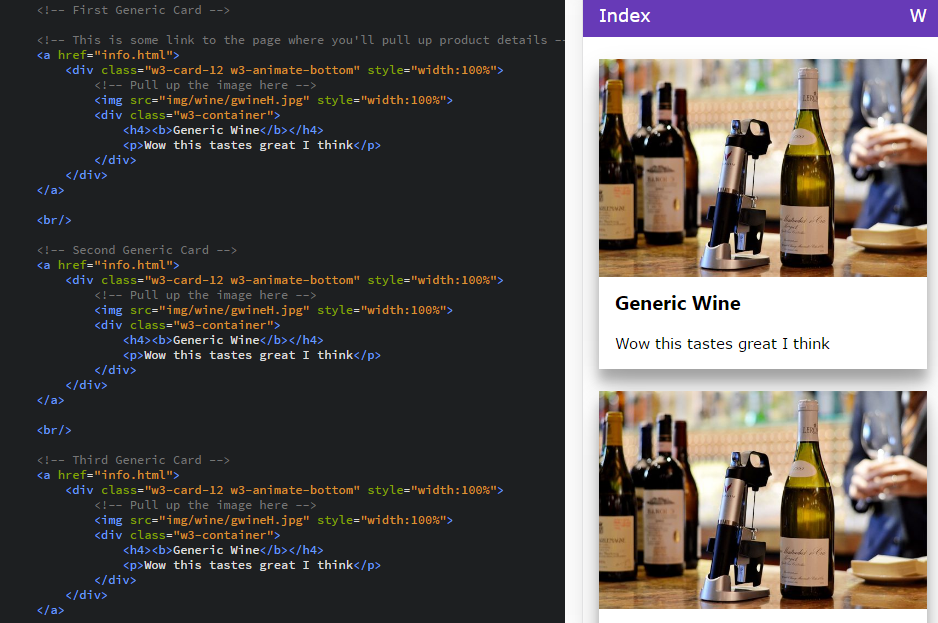 <!-- First Generic Card -->
<!-- This is some link to the page where you'll pull up product details -
<a href="info.html">
<div class="w3-card-12 w3-animate-bottom" style="width:100%">
<!-- Pull up the image here -->
<img src="img/wine/gwineH.jpg" style="width:100%">
<div class="w3-container">
<h4><b>Generic Wine</b></h4>
<p>Wow this tastes great I think</p>
</div>
</div>
</a>
<br/>
<!-- Second Generic Card -->
<a href="info.html">
<div class="w3-card-12 w3-animate-bottom" style="width:100%">
<!-- Pull up the image here -->
<img src="img/wine/gwineH.jpg" style="width:100%">
<div class="w3-container">
<h4><b>Generic Wine</b></h4>
<p>Wow this tastes great I think</p>
</div>
</div>
</a>
<br/>
<!-- Third Generic Card -->
<a href="info.html">
<div class="w3-card-12 w3-animate-bottom" style="width:100%">
<!-- Pull up the image here -->
<img src="img/wine/gwineH.jpg" style="width:100%">
<div class="w3-container">
<h4><b>Generic Wine</b></h4>
<p>Wow this tastes great I think</p>
</div>
</div>
</a>
Index W
Generic Wine
Wow this tastes great I think